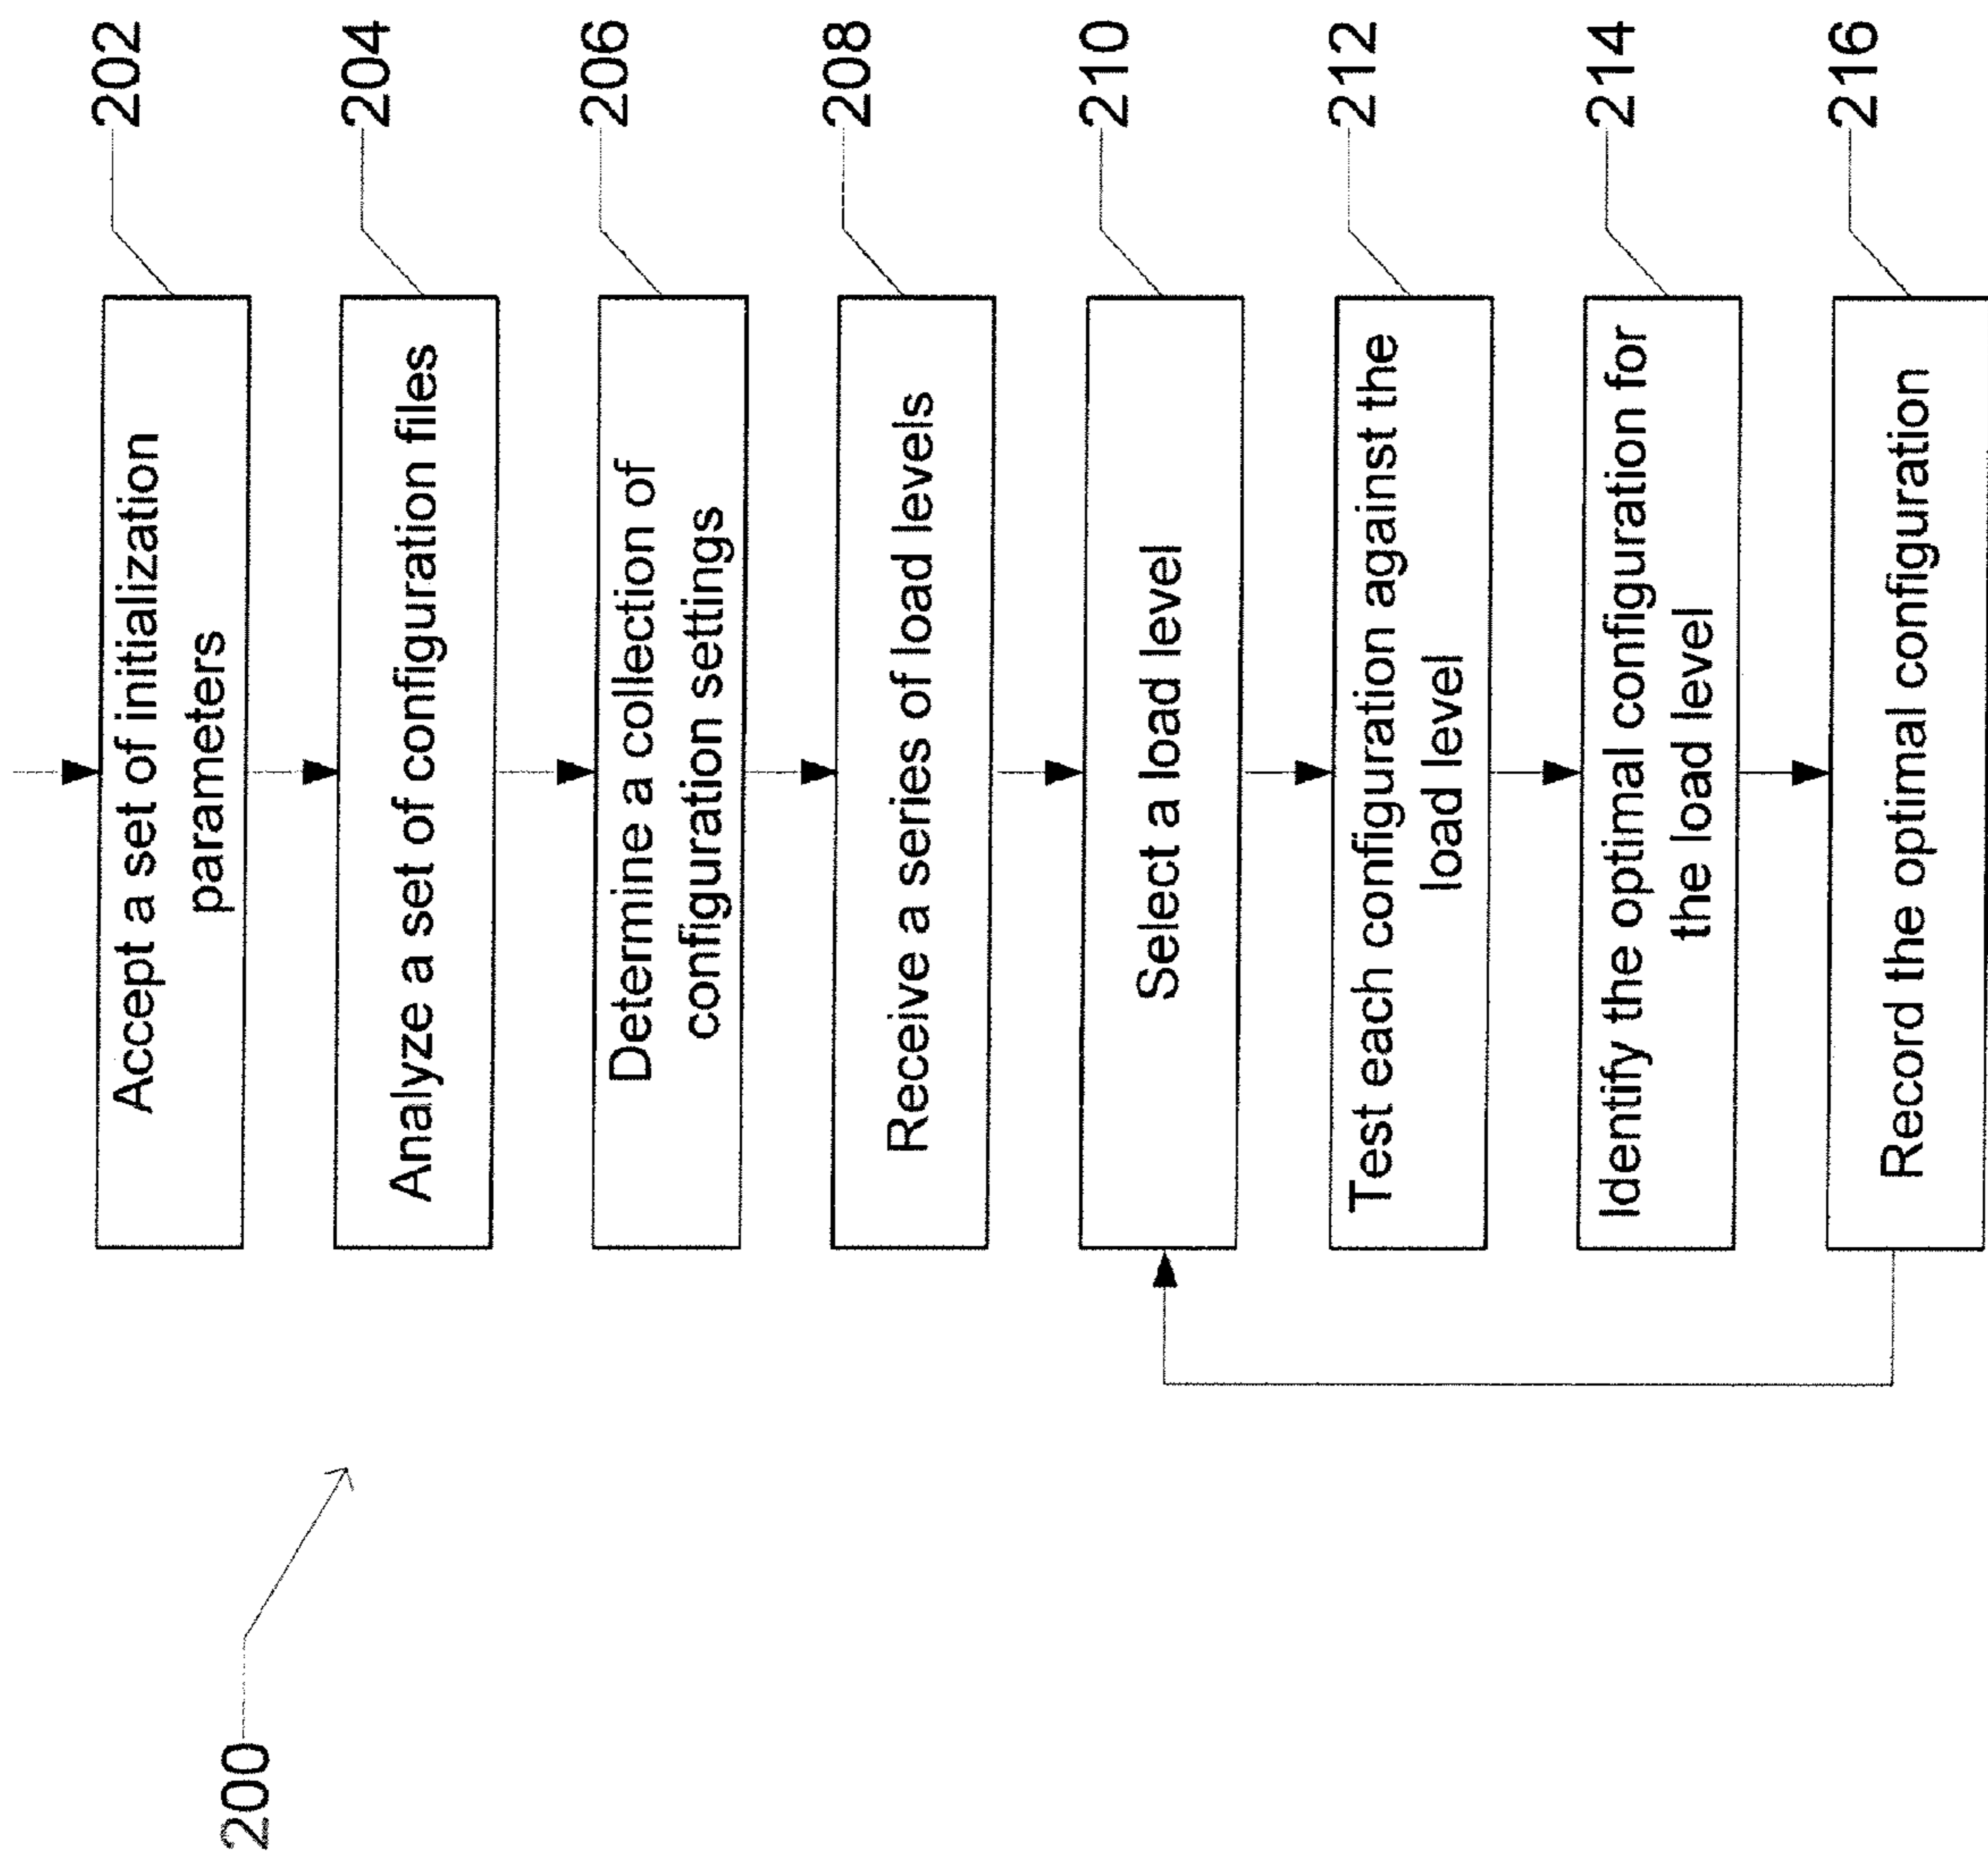 200
Accept a set of initialization
parameters
202
Analyze a set of configuration files
204
Determine a collection of
configuration settings
206
Receive a series of load levels
208
Select a load level
210
Test each configuration against the
load level
212
Identify the optimal configuration for
the load level
214
Record the optimal configuration
216